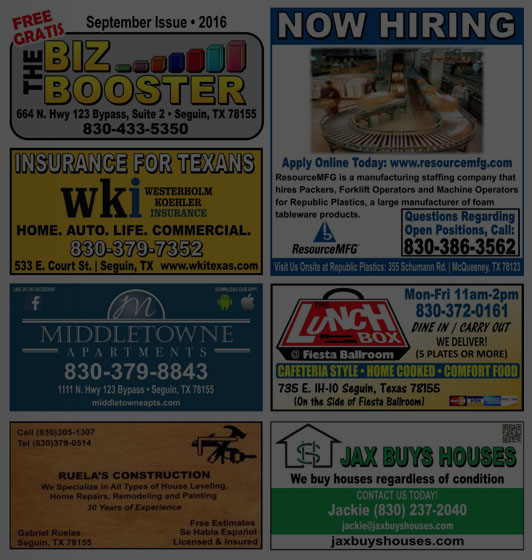 FREE
GRATIS
September Issue • 2016
THE BIZ
BOOSTER
664 N. Hwy 123 Bypass, Suite 2 • Seguin, TX 78155
830-433-5350
NOW HIRING
Apply Online Today: www.resourcemfg.com
ResourceMFG is a manufacturing staffing company that
hires Packers, Forklift Operators and Machine Operators
for Republic Plastics, a large manufacturer of foam
tableware products.
Questions Regarding
Open Positions, Call:
830-386-3562
ResourceMFG
Visit Us Onsite at Republic Plastics: 355 Schumann Rd. | McQueeney, TX 78123
INSURANCE FOR TEXANS
wki
WESTERHOLM
KOEHLER
INSURANCE
HOME. AUTO. LIFE. COMMERCIAL.
830-379-7352
533 E. Court St. | Seguin, TX www.wkitexas.com
LIKE US ON FACEBOOK
DOWNLOAD OUR APP!
M
MIDDLETOWNE
APARTMENTS
830-379-8843
1111 N. Hwy 123 Bypass • Seguin, TX 78155
middletowneapts.com
LUNCH
BOX
@ Fiesta Ballroom
Mon-Fri 11am-2pm
830-372-0161
DINE IN / CARRY OUT
WE DELIVER!
(5 PLATES OR MORE)
CAFETERIA STYLE • HOME COOKED • COMFORT FOOD
735 E. IH-10 Seguin, Texas 78155
(On the Side of Fiesta Ballroom)
VISA
Cell (830)305-1307
Tel (830)379-0514
RUELA'S CONSTRUCTION
We Specialize in All Types of House Leveling,
Home Repairs, Remodeling and Painting
30 Years of Experience
Gabriel Ruelas
Seguin, TX 78155
Free Estimates
Se Habla Español
Licensed & Insured
JAX BUYS HOUSES
We buy houses regardless of condition
CONTACT US TODAY!
Jackie (830) 237-2040
jackie@jaxbuyshouses.com
jaxbuyshouses.com